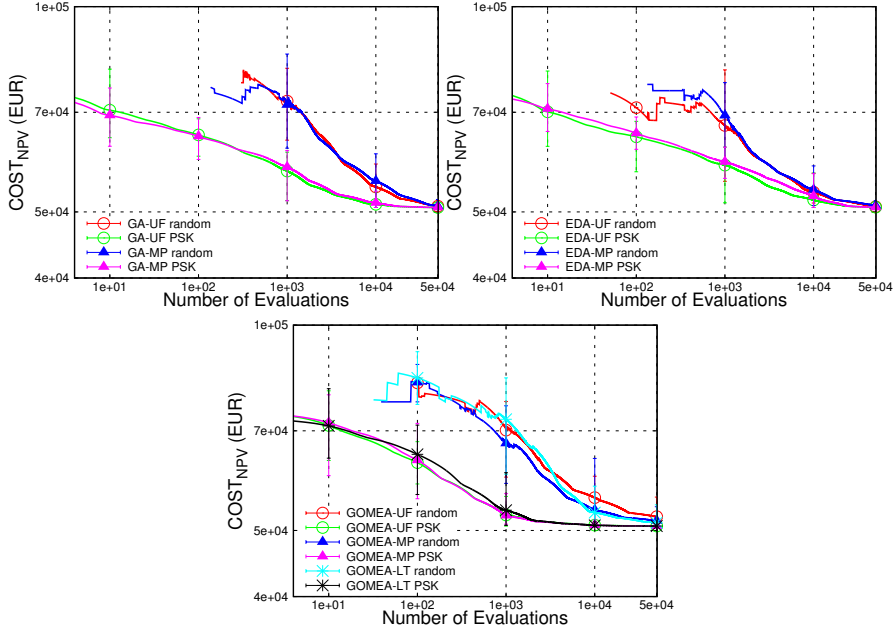 1e+05
7e+04
5e+04
4e+04
COST_NPV (EUR)
GA-UF random
GA-UF PSK
GA-MP random
GA-MP PSK
1e+01 1e+02 1e+03 1e+04 5e+04
Number of Evaluations
1e+05
7e+04
5e+04
4e+04
COST_NPV (EUR)
EDA-UF random
EDA-UF PSK
EDA-MP random
EDA-MP PSK
1e+01 1e+02 1e+03 1e+04 5e+04
Number of Evaluations
1e+05
7e+04
5e+04
4e+04
COST_NPV (EUR)
GOMEA-UF random
GOMEA-UF PSK
GOMEA-MP random
GOMEA-MP PSK
GOMEA-LT random
GOMEA-LT PSK
1e+01 1e+02 1e+03 1e+04 5e+04
Number of Evaluations